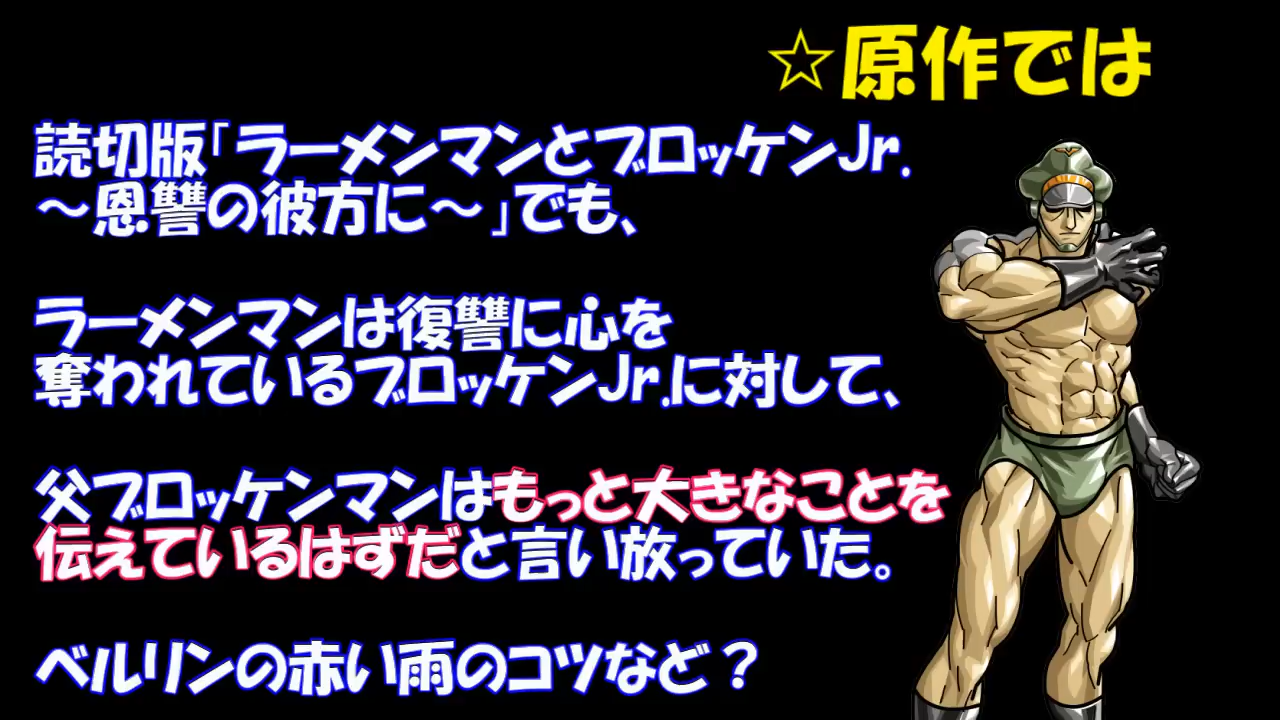 ☆原作では
読切版「ラーメンマンとブロッケンJr.
～恩讐の彼方に～」でも、
ラーメンマンは復讐に心を
奪われているブロッケンJr.に対して、
父ブロッケンマンはもっと大きなことを
伝えているはずだと言い放っていた。
ベルリンの赤い雨のコツなど？